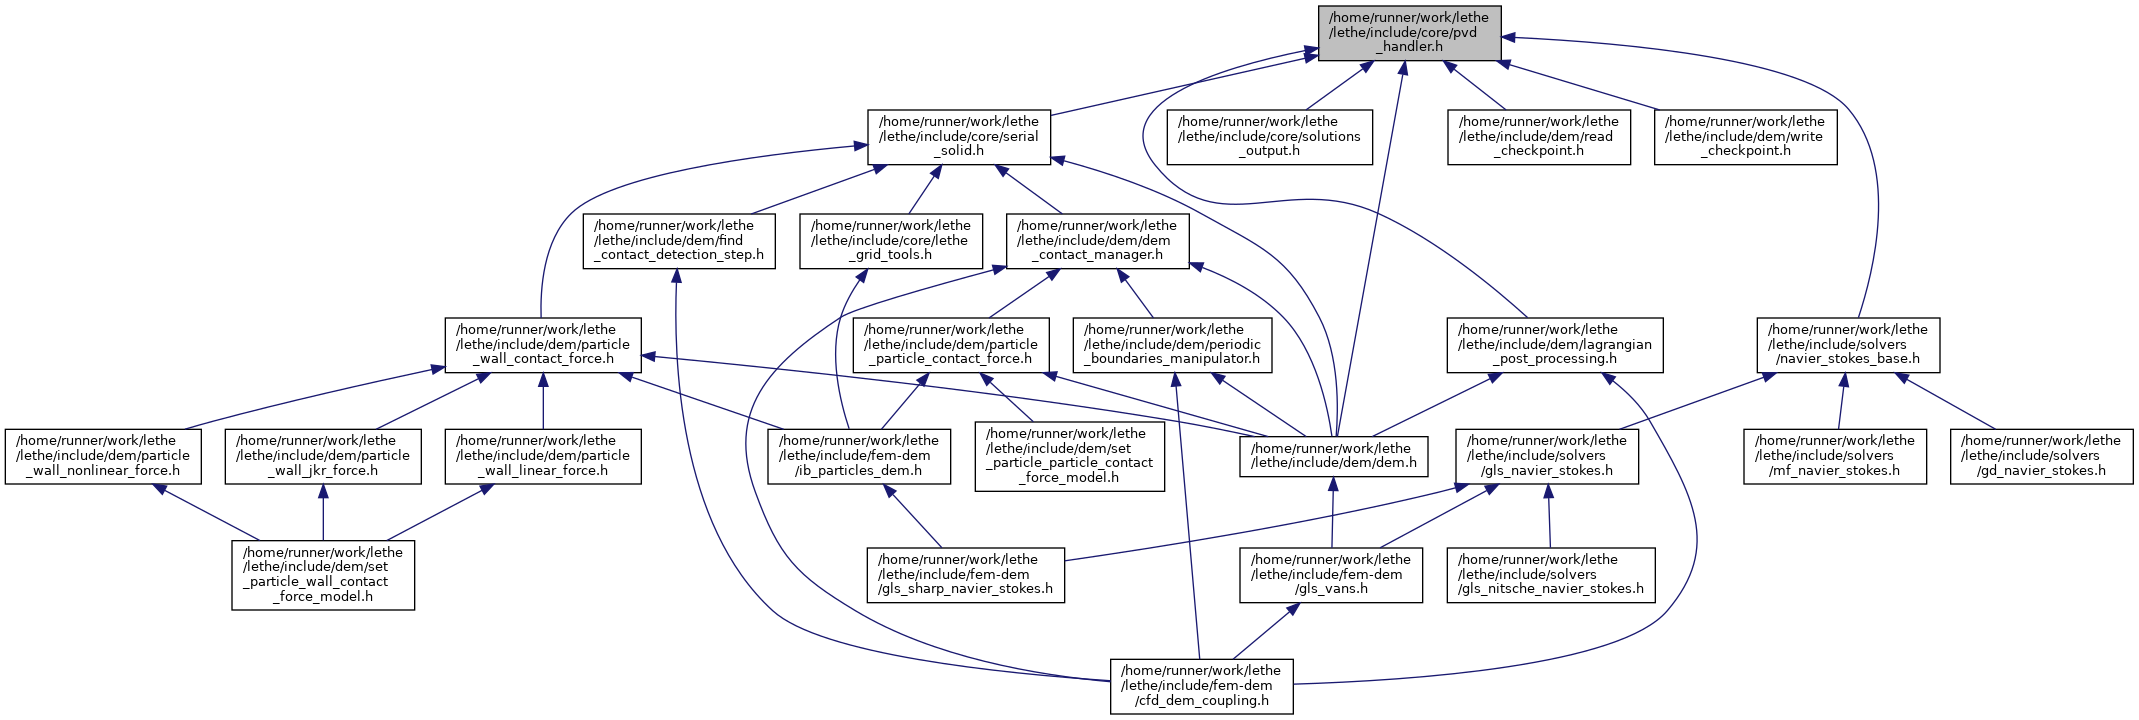 /home/runner/work/lethe
/lethe/include/core/pvd
_handler.h
/home/runner/work/lethe
/lethe/include/core/serial
_solid.h
/home/runner/work/lethe
/lethe/include/core/solutions
_output.h
/home/runner/work/lethe
/lethe/include/dem/read
_checkpoint.h
/home/runner/work/lethe
/lethe/include/dem/write
_checkpoint.h
/home/runner/work/lethe
/lethe/include/dem/find
_contact_detection_step.h
/home/runner/work/lethe
/lethe/include/core/lethe
_grid_tools.h
/home/runner/work/lethe
/lethe/include/dem/dem
_contact_manager.h
/home/runner/work/lethe
/lethe/include/dem/particle
_wall_contact_force.h
/home/runner/work/lethe
/lethe/include/dem/particle
_particle_contact_force.h
/home/runner/work/lethe
/lethe/include/dem/periodic
_boundaries_manipulator.h
/home/runner/work/lethe
/lethe/include/dem/lagrangian
_post_processing.h
/home/runner/work/lethe
/lethe/include/solvers
/navier_stokes_base.h
/home/runner/work/lethe
/lethe/include/dem/particle
_wall_nonlinear_force.h
/home/runner/work/lethe
/lethe/include/dem/particle
_wall_jkr_force.h
/home/runner/work/lethe
/lethe/include/dem/particle
_wall_linear_force.h
/home/runner/work/lethe
/lethe/include/fem-dem
/ib_particles_dem.h
/home/runner/work/lethe
/lethe/include/dem/set
_particle_particle_contact
_force_model.h
/home/runner/work/lethe
/lethe/include/dem/dem.h
/home/runner/work/lethe
/lethe/include/solvers
/gls_navier_stokes.h
/home/runner/work/lethe
/lethe/include/solvers
/mf_navier_stokes.h
/home/runner/work/lethe
/lethe/include/solvers
/gd_navier_stokes.h
/home/runner/work/lethe
/lethe/include/dem/set
_particle_wall_contact
_force_model.h
/home/runner/work/lethe
/lethe/include/fem-dem
/gls_sharp_navier_stokes.h
/home/runner/work/lethe
/lethe/include/fem-dem
/gls_vans.h
/home/runner/work/lethe
/lethe/include/solvers
/gls_nitsche_navier_stokes.h
/home/runner/work/lethe
/lethe/include/fem-dem
/cfd_dem_coupling.h